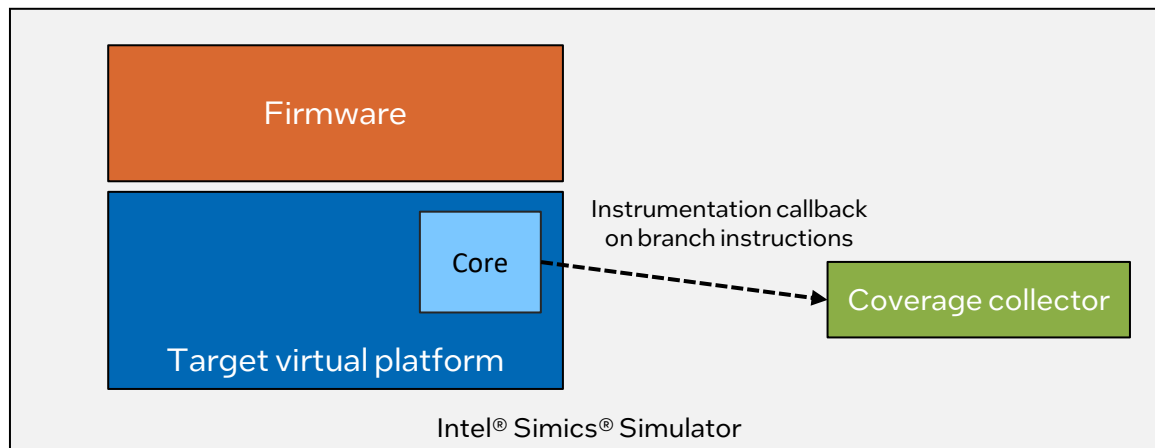 Firmware
Instrumentation callback
on branch instructions
Core
Coverage collector
Target virtual platform
Intel® Simics® Simulator